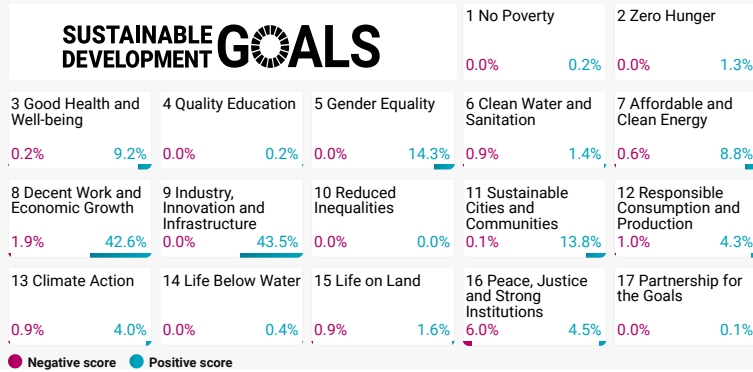 SUSTAINABLE
DEVELOPMENT
GOALS
1 No Poverty
0.0% 0.2%
2 Zero Hunger
0.0% 1.3%
3 Good Health and
Well-being
0.2% 9.2%
4 Quality Education
0.0% 0.2%
5 Gender Equality
0.0% 14.3%
6 Clean Water and
Sanitation
0.9% 1.4%
7 Affordable and
Clean Energy
0.6% 8.8%
8 Decent Work and
Economic Growth
1.9% 42.6%
9 Industry,
Innovation and
Infrastructure
0.0% 43.5%
10 Reduced
Inequalities
0.0% 0.0%
11 Sustainable
Cities and
Communities
0.1% 13.8%
12 Responsible
Consumption and
Production
1.0% 4.3%
13 Climate Action
0.9% 4.0%
14 Life Below Water
0.0% 0.4%
15 Life on Land
0.9% 1.6%
16 Peace, Justice
and Strong
Institutions
6.0% 4.5%
17 Partnership for
the Goals
0.0% 0.1%
Negative score Positive score